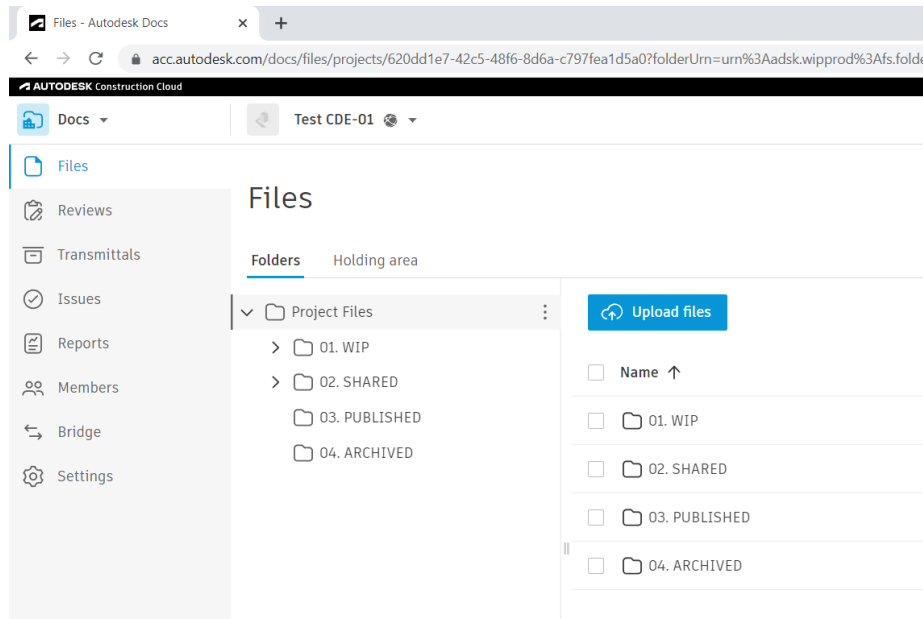 Files - Autodesk Docs
acc.autodesk.com/docs/files/projects/620dd1e7-42c5-48f6-8d6a-c797fea1d5a0?folderUrn=urn%3Aadsk.wipprod%3Afs.folde
AUTODESK Construction Cloud
Docs
Test CDE-01
Files
Reviews
Transmittals
Issues
Reports
Members
Bridge
Settings
Files
Folders Holding area
Project Files
01. WIP
02. SHARED
03. PUBLISHED
04. ARCHIVED
Upload files
Name
01. WIP
02. SHARED
03. PUBLISHED
04. ARCHIVED